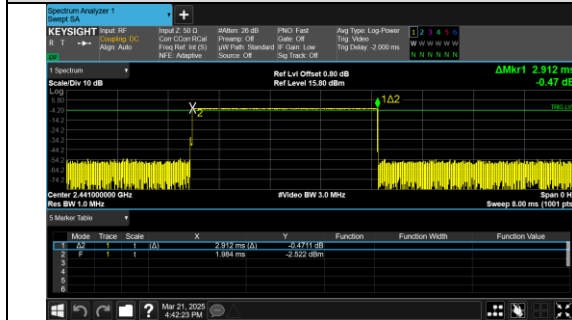 Spectrum Analyzer 1
Swept SA
+
KEYSIGHT Input: RF Input Z: 50 Ω #Atten: 26 dB PNO: Fast Avg Type: Log-Power 1 2 3 4 5 6
R T Coupling: DC Corr CCorr RCal Preamp: Off Gate: Off Trig: Video W W W W W W
Align: Auto Freq Ref: Int (S) µW Path: Standard IF Gain: Low Trig Delay: -2.000 ms N N N N N N
NFE: Adaptive Source: Off Sig Track: Off
1 Spectrum Ref Lvl Offset 0.80 dB ΔMkr1 2.912 ms
Scale/Div 10 dB Ref Level 15.80 dBm -0.47 dB
Log
5.80
-4.20
-14.2
-24.2
-34.2
-44.2
-54.2
-64.2
-74.2
X2
1Δ2
TRIG LVL
Center 2.441000000 GHz #Video BW 3.0 MHz Span 0 Hz
Res BW 1.0 MHz Sweep 8.00 ms (1001 pts)
5 Marker Table
Mode Trace Scale X Y Function Function Width Function Value
1 Δ2 1 t (Δ) 2.912 ms (Δ) -0.4711 dB
2 F 1 t 1.984 ms -2.522 dBm
3
4
5
6
? Mar 21, 2025
4:42:23 PM